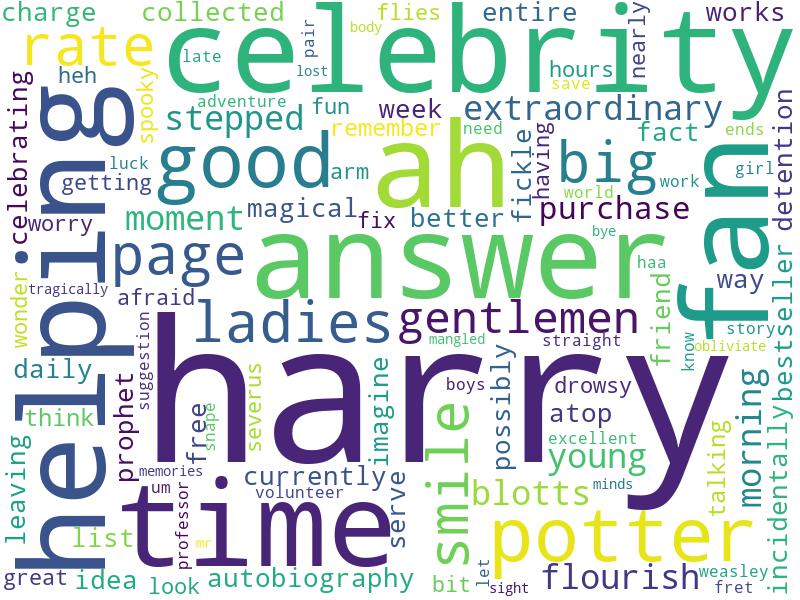 charge
collected
flies
entire
works
celebrity
rate
pair
body
nearly
late
lost
heh
hours
save
spooky
adventure
fun
week
extraordinary
stepped
remember
need
fact
ends
celebrating
helping
good
ah
big
fan
detention
luck
arm
fickle
having
girl
getting
world
work
worry
moment
magical
fix
better
purchase
bye
page
answer
haa
way
wonder
tragically
afraid
ladies
gentlemen
friend
story
bestseller
suggestion
mangled
straight
know
obliviate
harry
daily
prophet
free
snape
severus
imagine
boys
possibly
drowsy
atop
think
smile
excellent
young
morning
talking
leaving
memories
currently
um
volunteer
serve
blotts
minds
incidentally
time
professor
list
mr
potter
great
idea
look
autobiography
bit
let
sight
flourish
weasley
fret